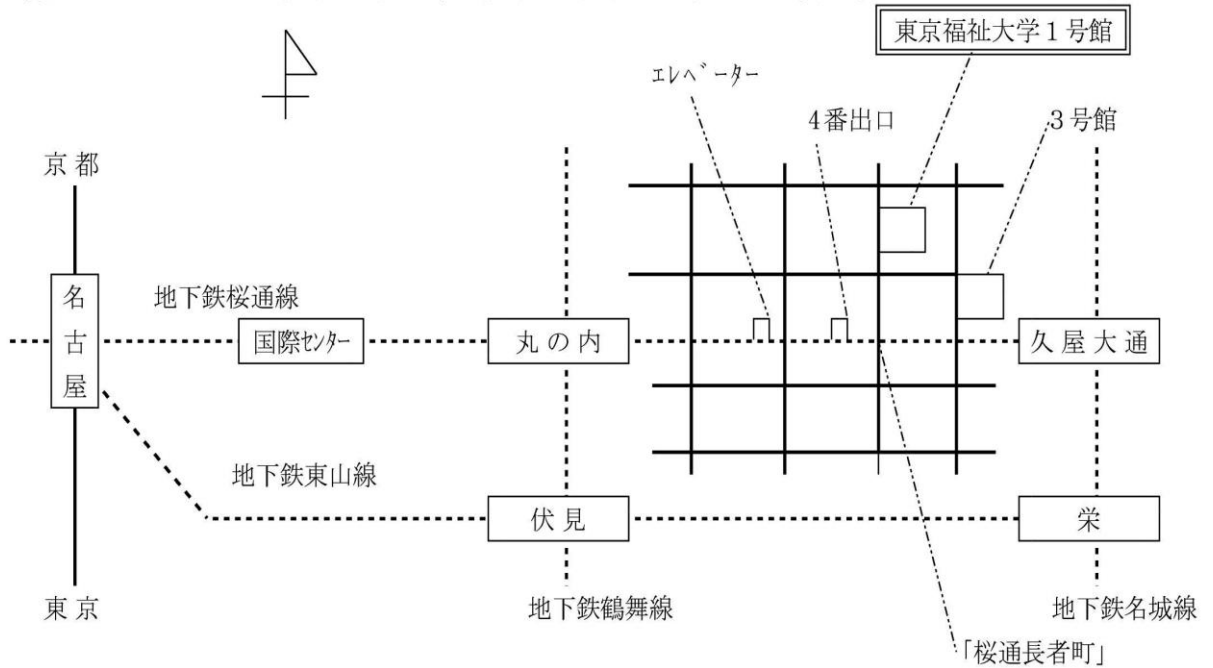 東京福祉大学1号館
エレベーター
4番出口
3号館
京都
名古屋
地下鉄桜通線
国際センター
丸の内
久屋大通
地下鉄東山線
伏見
栄
東京
地下鉄鶴舞線
地下鉄名城線
「桜通長者町」